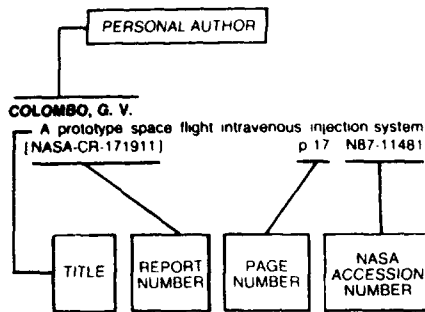 PERSONAL AUTHOR
COLOMBO, G. V.
A prototype space flight intravenous injection system
[NASA-CR-171911] p 17 N87-11481
TITLE
REPORT
NUMBER
PAGE
NUMBER
NASA
ACCESSION
NUMBER